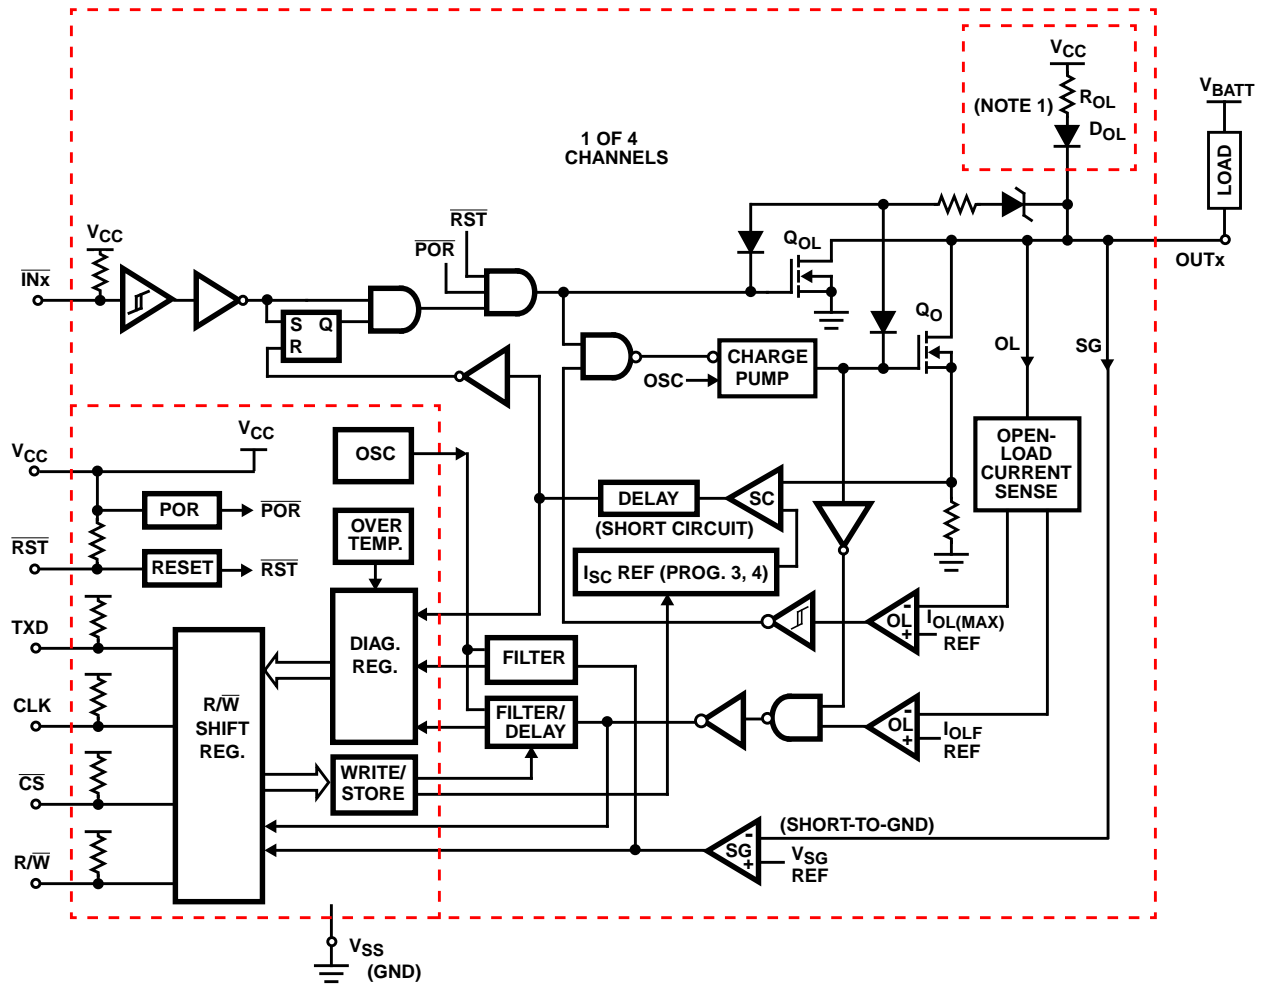 1 OF 4
CHANNELS
VCC
(NOTE 1)
ROL
DOL
VBATT
LOAD
OUTx
VCC
INx
RST
POR
S Q
R
QOL
QO
OL
SG
OSC
CHARGE
PUMP
OPEN-
LOAD
CURRENT
SENSE
VCC
VCC
OSC
POR
POR
DELAY
SC
(SHORT CIRCUIT)
OVER
TEMP.
RST
RESET
RST
ISC REF (PROG. 3, 4)
TXD
DIAG.
REG.
FILTER
-
OL
+
IOL(MAX)
REF
CLK
R/W
SHIFT
REG.
FILTER/
DELAY
-
OL
+
IOLF
REF
CS
WRITE/
STORE
(SHORT-TO-GND)
-
SG
+
VSG
REF
R/W
VSS
(GND)